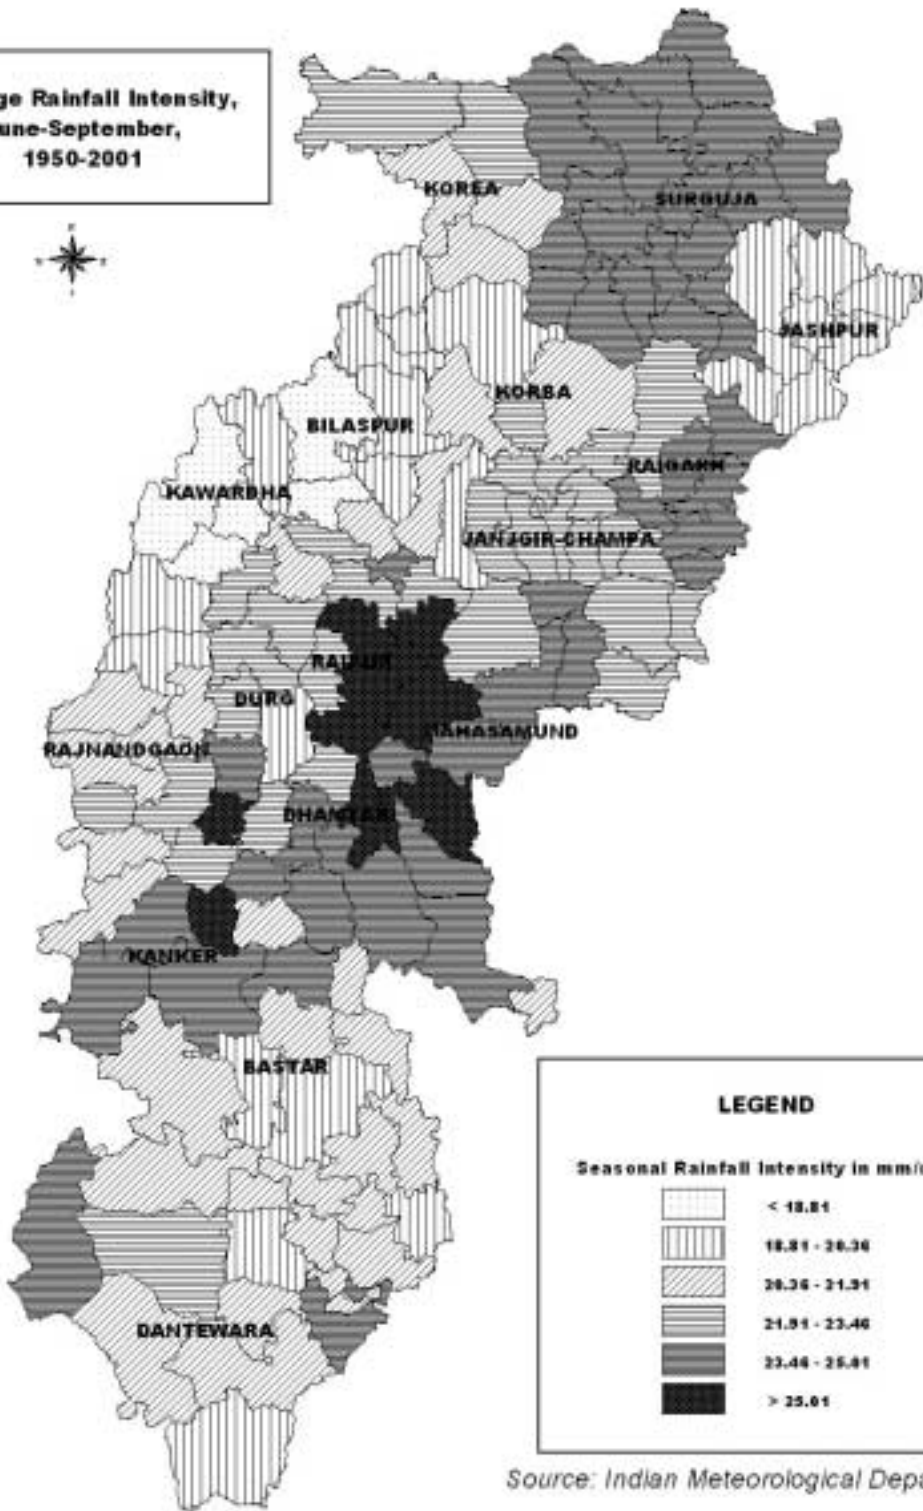 ge Rainfall Intensity,
une-September,
1950-2001
KOREA
SURGUJA
JASHPUR
KORBA
BILASPUR
RAIGARH
KAWARDHA
JANJGIR-CHAMPA
RAIPUR
DURG
MAHASAMUND
RAJNANDGAON
DHAMTARI
KANKER
BASTAR
DANTEWARA
LEGEND
Seasonal Rainfall Intensity in mm/
< 18.81
18.81 - 20.36
20.36 - 21.91
21.91 - 23.46
23.46 - 25.01
> 25.01
Source: Indian Meteorological Dep